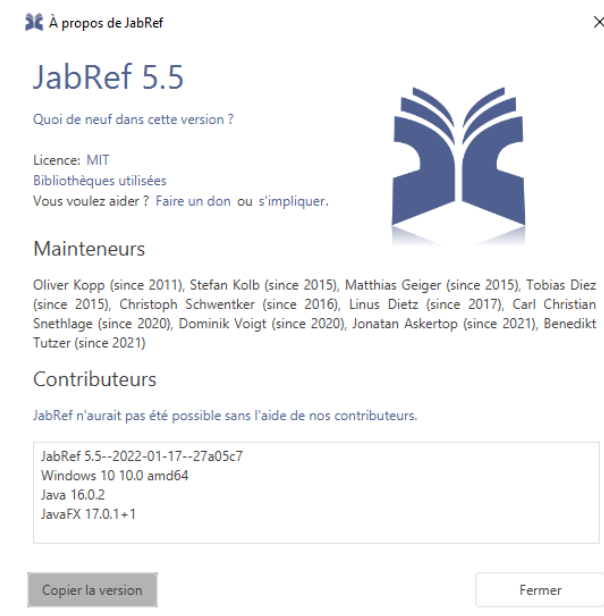 À propos de JabRef
JabRef 5.5
Quoi de neuf dans cette version ?
Licence: MIT
Bibliothèques utilisées
Vous voulez aider ? Faire un don ou s'impliquer.
Mainteneurs
Oliver Kopp (since 2011), Stefan Kolb (since 2015), Matthias Geiger (since 2015), Tobias Diez
(since 2015), Christoph Schwentker (since 2016), Linus Dietz (since 2017), Carl Christian
Snethlage (since 2020), Dominik Voigt (since 2020), Jonatan Askertop (since 2021), Benedikt
Tutzer (since 2021)
Contributeurs
JabRef n'aurait pas été possible sans l'aide de nos contributeurs.
JabRef 5.5--2022-01-17--27a05c7
Windows 10 10.0 amd64
Java 16.0.2
JavaFX 17.0.1+1
Copier la version
Fermer